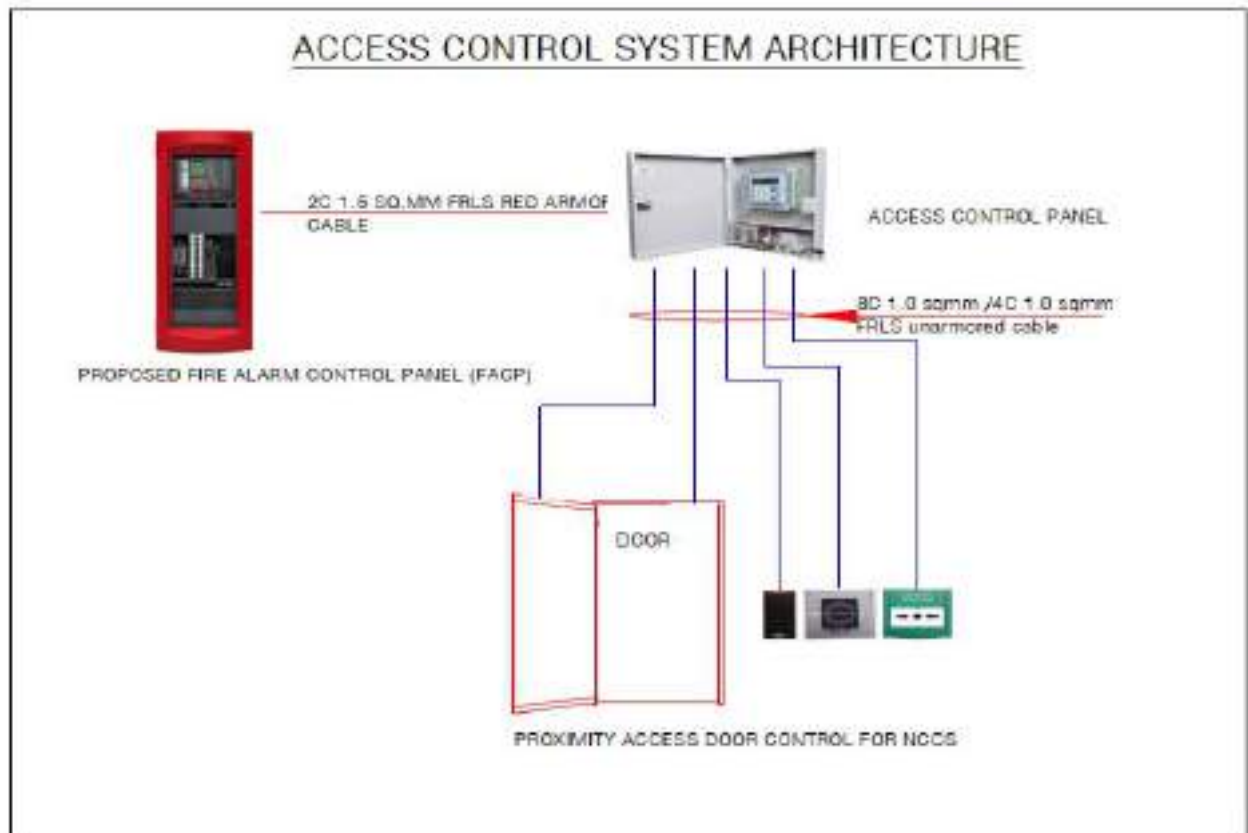 ACCESS CONTROL SYSTEM ARCHITECTURE
2C 1.5 SQ.MM FRLS RED ARMOR
CABLE
ACCESS CONTROL PANEL
8C 1.0 sqmm /4C 1.0 sqmm
FRLS unarmored cable
PROPOSED FIRE ALARM CONTROL PANEL (FACP)
DOOR
PROXIMITY ACCESS DOOR CONTROL FOR NCCS